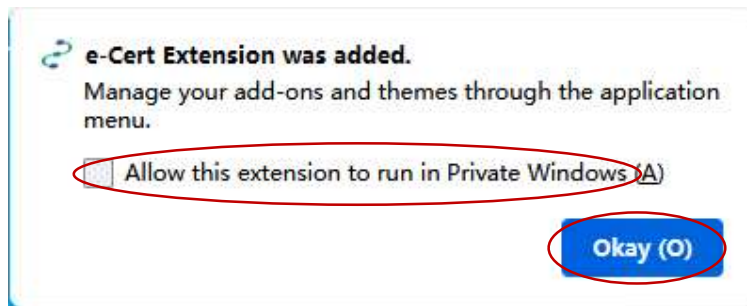 e-Cert Extension was added.
Manage your add-ons and themes through the application
menu.
Allow this extension to run in Private Windows (A)
Okay (O)